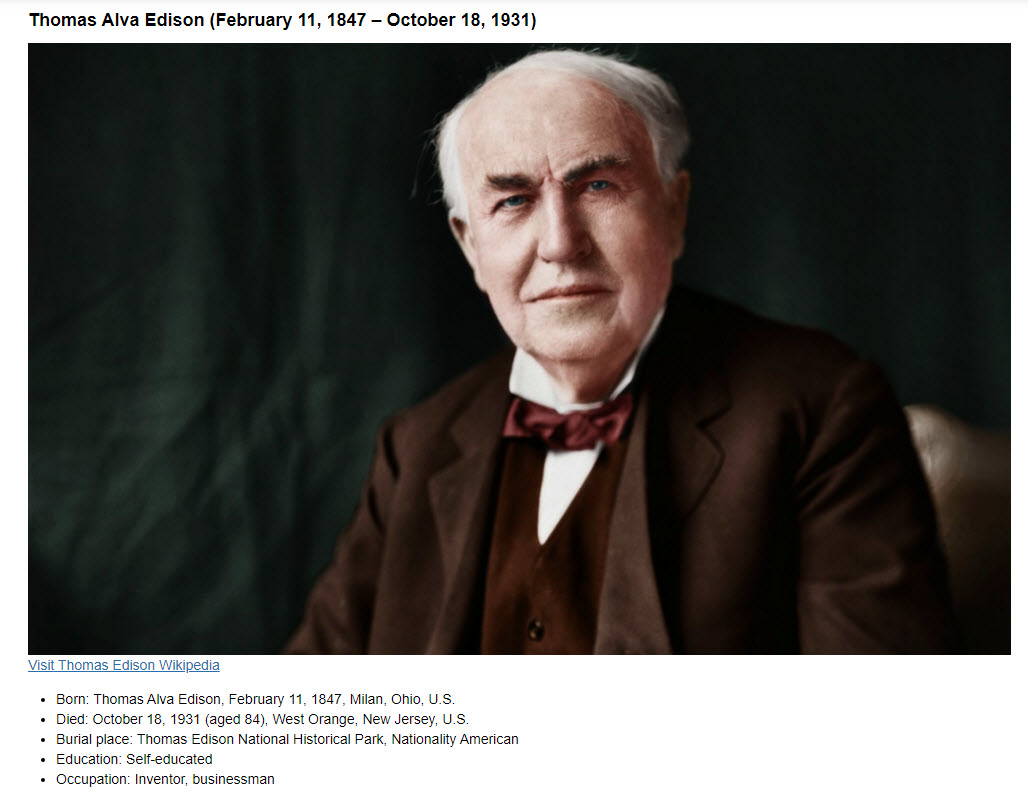 Thomas Alva Edison (February 11, 1847 – October 18, 1931)
Visit Thomas Edison Wikipedia
• Born: Thomas Alva Edison, February 11, 1847, Milan, Ohio, U.S.
• Died: October 18, 1931 (aged 84), West Orange, New Jersey, U.S.
• Burial place: Thomas Edison National Historical Park, Nationality American
• Education: Self-educated
• Occupation: Inventor, businessman